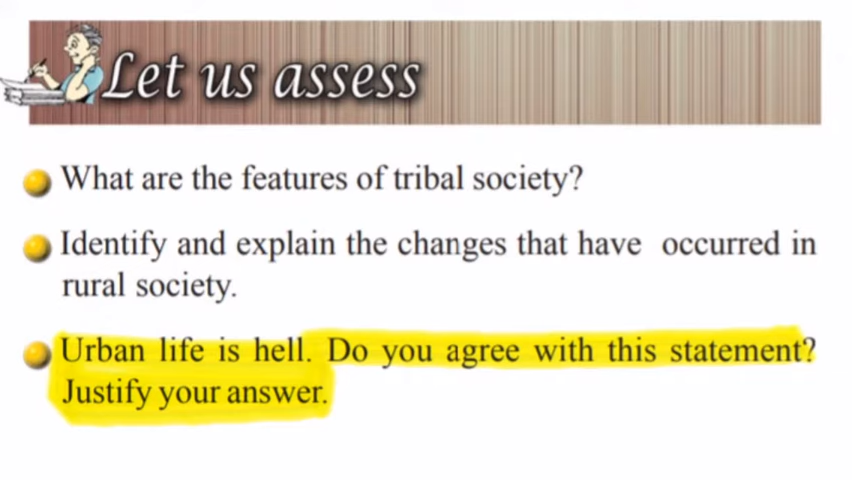 Let us assess
What are the features of tribal society?
Identify and explain the changes that have occurred in
rural society.
Urban life is hell. Do you agree with this statement?
Justify your answer.